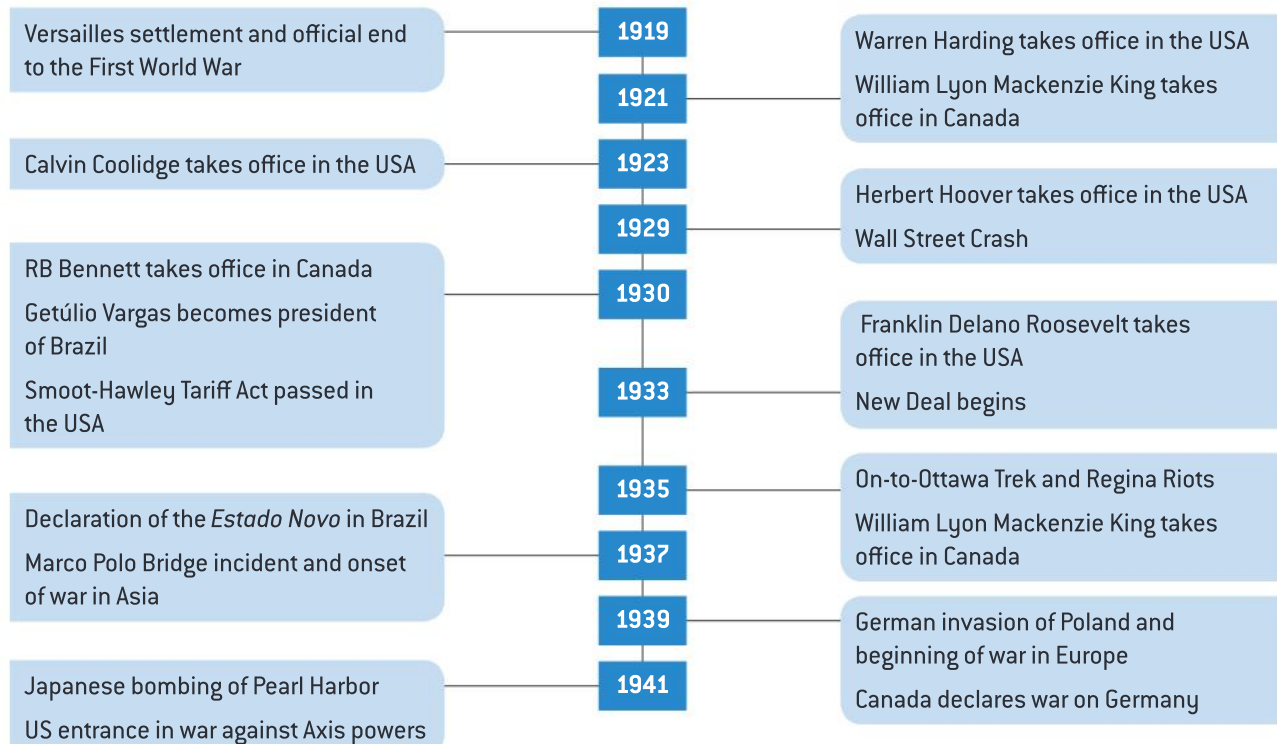 1919
Versailles settlement and official end
to the First World War
1921
Warren Harding takes office in the USA
William Lyon Mackenzie King takes
office in Canada
1923
Calvin Coolidge takes office in the USA
1929
Herbert Hoover takes office in the USA
Wall Street Crash
1930
RB Bennett takes office in Canada
Getúlio Vargas becomes president
of Brazil
Smoot-Hawley Tariff Act passed in
the USA
1933
Franklin Delano Roosevelt takes
office in the USA
New Deal begins
1935
On-to-Ottawa Trek and Regina Riots
William Lyon Mackenzie King takes
office in Canada
1937
Declaration of the Estado Novo in Brazil
Marco Polo Bridge incident and onset
of war in Asia
1939
German invasion of Poland and
beginning of war in Europe
Canada declares war on Germany
1941
Japanese bombing of Pearl Harbor
US entrance in war against Axis powers